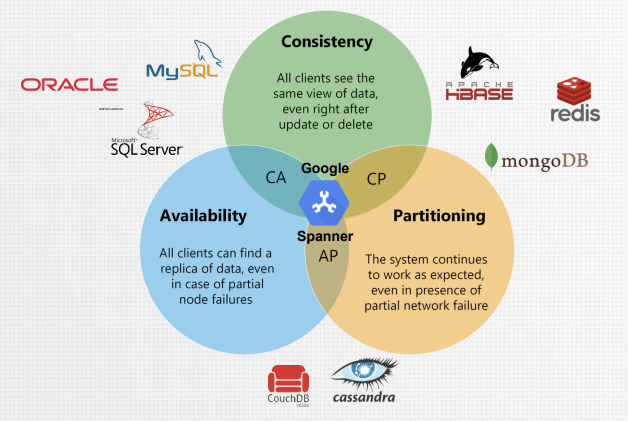 Consistency
All clients see the
same view of data,
even right after
update or delete
ORACLE
MySQL
Microsoft
SQL Server
APACHE
HBASE
redis
mongoDB
CA
Google
CP
Spanner
AP
Availability
All clients can find a
replica of data, even
in case of partial
node failures
Partitioning
The system continues
to work as expected,
even in presence of
partial network failure
CouchDB
relax
cassandra